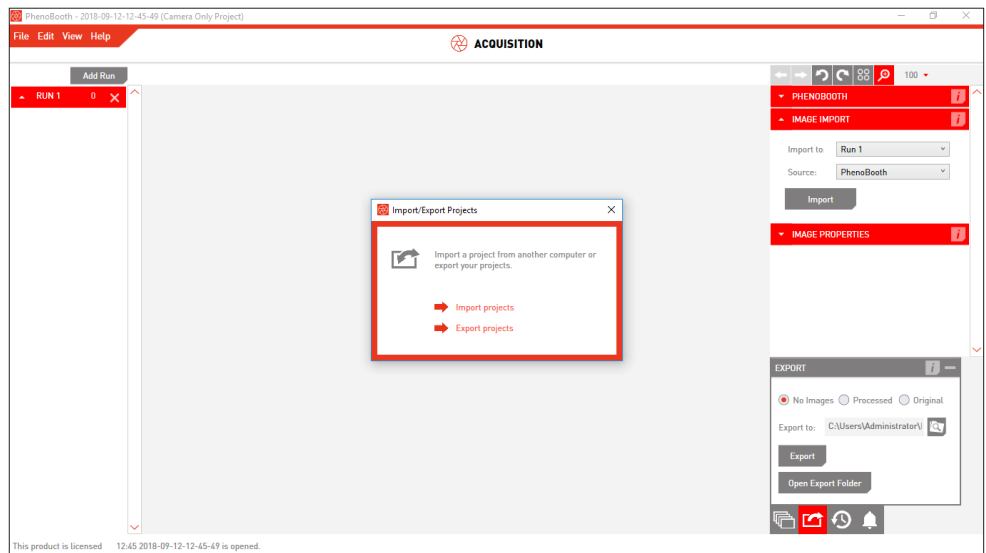 PhenoBooth - 2018-09-12-12-45-49 (Camera Only Project)
File Edit View Help
ACQUISITION
Add Run
100
RUN 1 0
PHENOBOOTH i
IMAGE IMPORT i
Import to: Run 1
Source: PhenoBooth
Import
IMAGE PROPERTIES i
Import/Export Projects
Import a project from another computer or
export your projects.
Import projects
Export projects
EXPORT i
No Images Processed Original
Export to: C:\Users\Administrator\
Export
Open Export Folder
This product is licensed 12:45 2018-09-12-12-45-49 is opened.